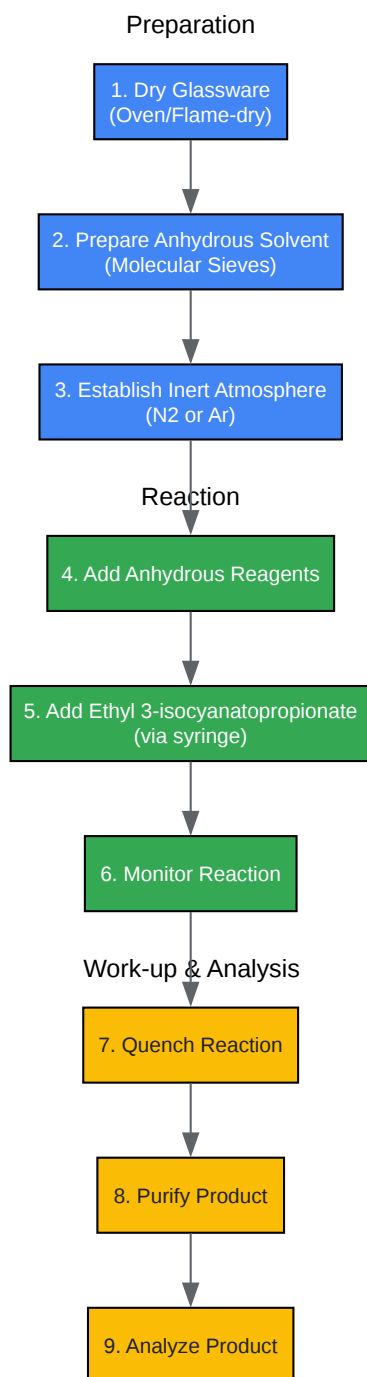 Preparation
1. Dry Glassware
(Oven/Flame-dry)
2. Prepare Anhydrous Solvent
(Molecular Sieves)
3. Establish Inert Atmosphere
(N2 or Ar)
Reaction
4. Add Anhydrous Reagents
5. Add Ethyl 3-isocyanatopropionate
(via syringe)
6. Monitor Reaction
Work-up & Analysis
7. Quench Reaction
8. Purify Product
9. Analyze Product